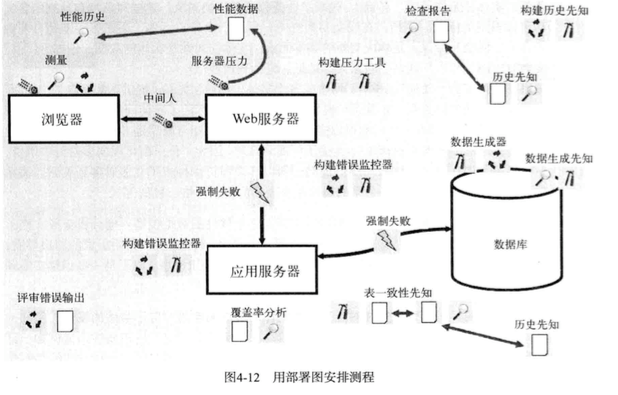 性能历史
性能数据
检查报告
构建历史先知
测量
服务器压力
构建压力工具
历史先知
中间人
浏览器
Web服务器
数据生成器
构建错误监控器
数据生成先知
强制失败
强制失败
数据库
构建错误监控器
应用服务器
评审错误输出
覆盖率分析
表一致性先知
历史先知
图4-12 用部署图安排测程